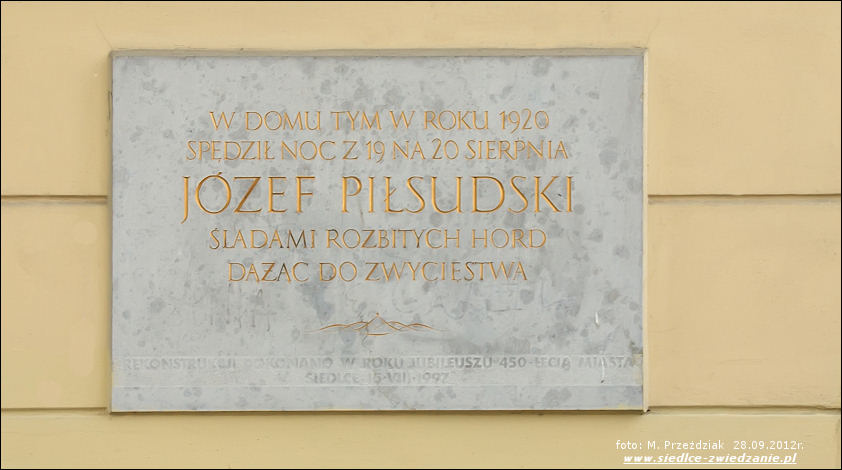 W DOMU TYM W ROKU 1920
SPĘDZIŁ NOC Z 19 NA 20 SIERPNIA
JÓZEF PIŁSUDSKI
ŚLADAMI ROZBITYCH HORD
DĄŻĄC DO ZWYCIĘSTWA
REKONSTRUKCJI DOKONANO W ROKU JUBILEUSZU 450-LECIA MIASTA
SIEDLCE 15 VIII 1997
foto: M. Przeździak 28.09.2012r.
www.siedlce-zwiedzanie.pl